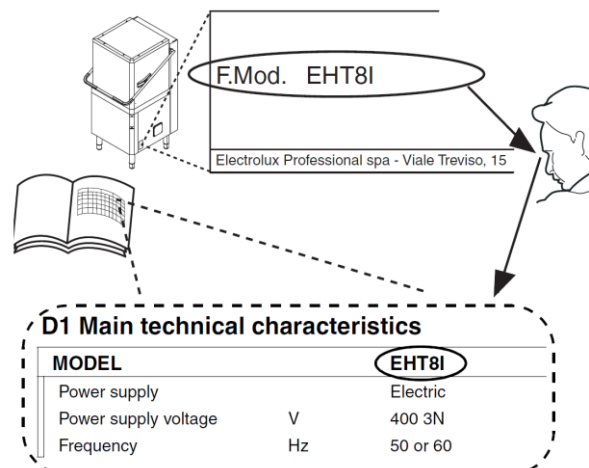 F.Mod. EHT8I
Electrolux Professional spa - Viale Treviso, 15
D1 Main technical characteristics
MODEL EHT8I
Power supply Electric
Power supply voltage V 400 3N
Frequency Hz 50 or 60